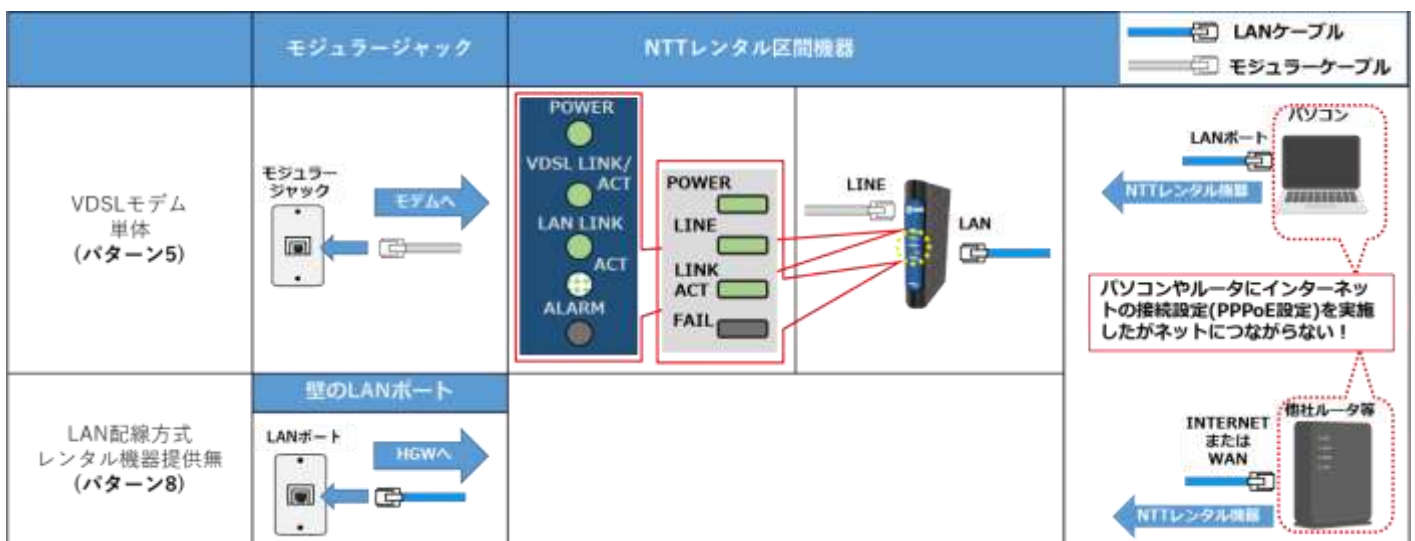 モジュラージャック
NTTレンタル区間機器
LANケーブル
モジュラーケーブル
VDSLモデム
単体
(パターン5)
モジュラー
ジャック
モデムへ
POWER
VDSL LINK/
ACT
LAN LINK
ACT
ALARM
POWER
LINE
LINK
ACT
FAIL
LINE
LAN
パソコン
LANポート
NTTレンタル機器
パソコンやルータにインターネッ
トの接続設定(PPPoE設定)を実施
したがネットにつながらない！
LAN配線方式
レンタル機器提供無
(パターン8)
壁のLANポート
LANポート
HGWへ
他社ルータ等
INTERNET
または
WAN
NTTレンタル機器